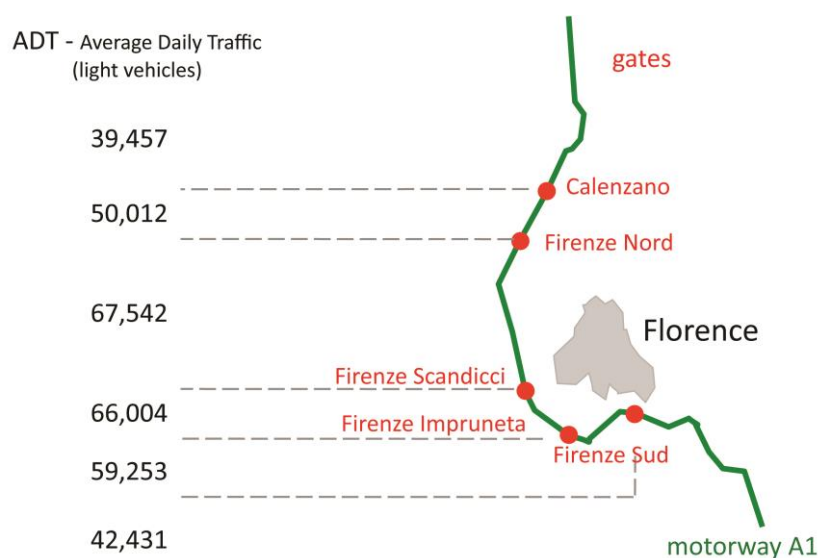 ADT - Average Daily Traffic
(light vehicles)
gates
39,457
Calenzano
50,012
Firenze Nord
67,542
Florence
Firenze Scandicci
66,004
Firenze Impruneta
Firenze Sud
59,253
42,431
motorway A1